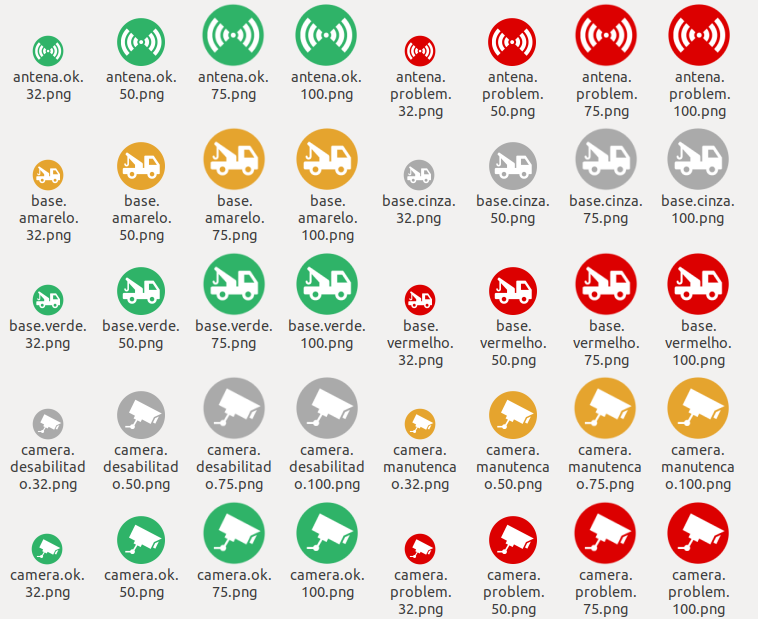 antena.ok.
32.png
antena.ok.
50.png
antena.ok.
75.png
antena.ok.
100.png
antena.
problem.
32.png
antena.
problem.
50.png
antena.
problem.
75.png
antena.
problem.
100.png
base.
amarelo.
32.png
base.
amarelo.
50.png
base.
amarelo.
75.png
base.
amarelo.
100.png
base.cinza.
32.png
base.cinza.
50.png
base.cinza.
75.png
base.cinza.
100.png
base.verde.
32.png
base.verde.
50.png
base.verde.
75.png
base.verde.
100.png
base.
vermelho.
32.png
base.
vermelho.
50.png
base.
vermelho.
75.png
base.
vermelho.
100.png
camera.
desabilitad
o.32.png
camera.
desabilitad
o.50.png
camera.
desabilitad
o.75.png
camera.
desabilitad
o.100.png
camera.
manutenca
o.32.png
camera.
manutenca
o.50.png
camera.
manutenca
o.75.png
camera.
manutenca
o.100.png
camera.ok.
32.png
camera.ok.
50.png
camera.ok.
75.png
camera.ok.
100.png
camera.
problem.
32.png
camera.
problem.
50.png
camera.
problem.
75.png
camera.
problem.
100.png